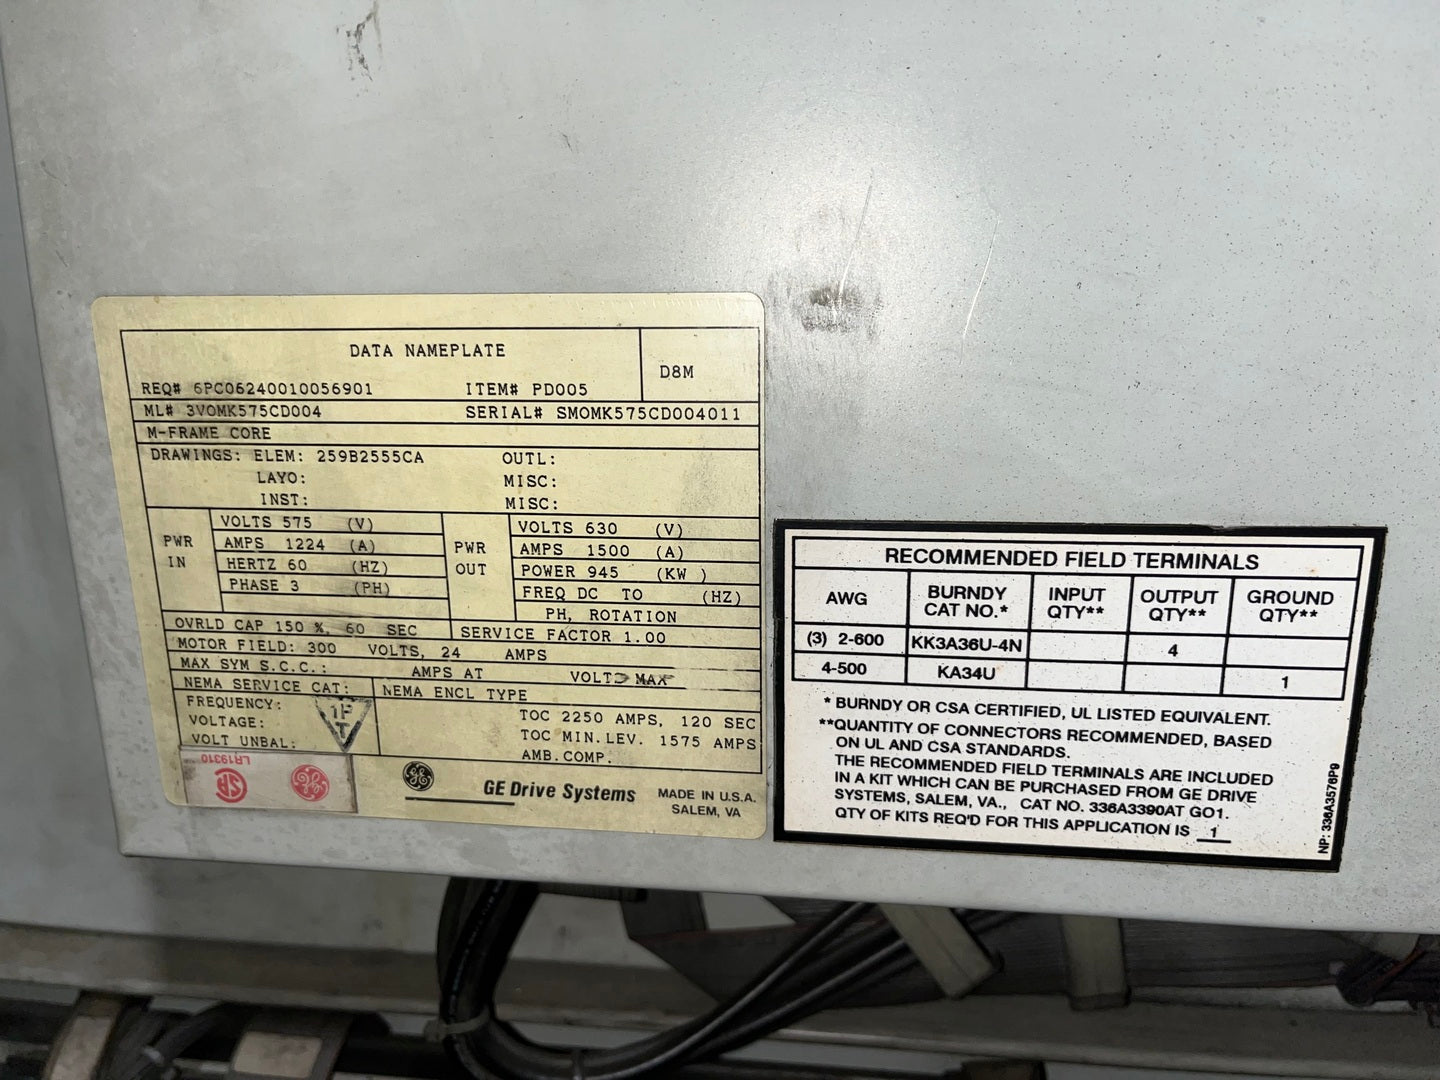 DATA NAMEPLATE
D8M
REQ# 6PC06240010056901 ITEM# PD005
ML# 3VOMK575CD004 SERIAL# SMOMK575CD004011
M-FRAME CORE
DRAWINGS: ELEM: 259B2555CA OUTL:
LAYO: MISC:
INST: MISC:
PWR IN
VOLTS 575 (V)
AMPS 1224 (A)
HERTZ 60 (HZ)
PHASE 3 (PH)
PWR OUT
VOLTS 630 (V)
AMPS 1500 (A)
POWER 945 (KW )
FREQ DC TO (HZ)
PH, ROTATION
OVRLD CAP 150 %, 60 SEC SERVICE FACTOR 1.00
MOTOR FIELD: 300 VOLTS, 24 AMPS
MAX SYM S.C.C.: AMPS AT VOLTS MAX
NEMA SERVICE CAT: NEMA ENCL TYPE
FREQUENCY:
VOLTAGE:
VOLT UNBAL:
1P
T
TOC 2250 AMPS, 120 SEC
TOC MIN.LEV. 1575 AMPS
AMB.COMP.
LR19310
GE Drive Systems
MADE IN U.S.A.
SALEM, VA
RECOMMENDED FIELD TERMINALS
AWG BURNDY CAT NO.* INPUT QTY** OUTPUT QTY** GROUND QTY**
(3) 2-600 KK3A36U-4N 4
4-500 KA34U 1
* BURNDY OR CSA CERTIFIED, UL LISTED EQUIVALENT.
**QUANTITY OF CONNECTORS RECOMMENDED, BASED
ON UL AND CSA STANDARDS.
THE RECOMMENDED FIELD TERMINALS ARE INCLUDED
IN A KIT WHICH CAN BE PURCHASED FROM GE DRIVE
SYSTEMS, SALEM, VA., CAT NO. 336A3390AT GO1.
QTY OF KITS REQ'D FOR THIS APPLICATION IS 1
NP: 336A3576P9